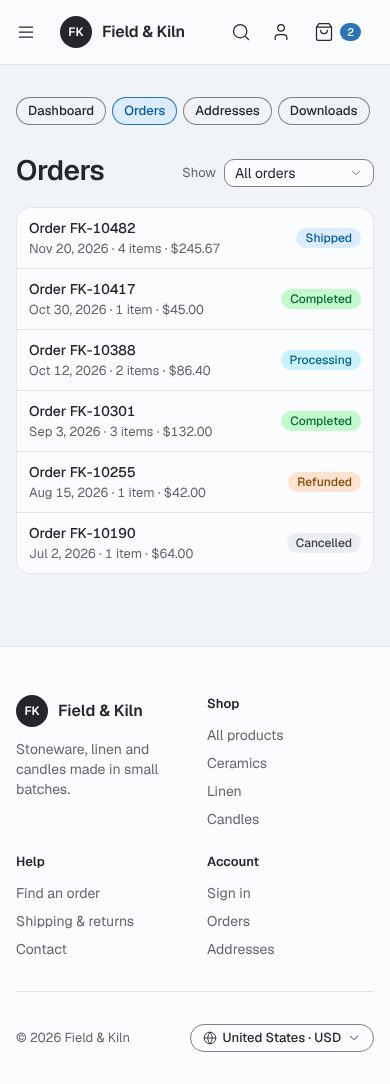 FK Field & Kiln 2
Dashboard Orders Addresses Downloads
Orders Show All orders
Order FK-10482
Nov 20, 2026 · 4 items · $245.67
Shipped
Order FK-10417
Oct 30, 2026 · 1 item · $45.00
Completed
Order FK-10388
Oct 12, 2026 · 2 items · $86.40
Processing
Order FK-10301
Sep 3, 2026 · 3 items · $132.00
Completed
Order FK-10255
Aug 15, 2026 · 1 item · $42.00
Refunded
Order FK-10190
Jul 2, 2026 · 1 item · $64.00
Cancelled
FK Field & Kiln
Stoneware, linen and
candles made in small
batches.
Shop
All products
Ceramics
Linen
Candles
Help
Find an order
Shipping & returns
Contact
Account
Sign in
Orders
Addresses
© 2026 Field & Kiln
United States · USD